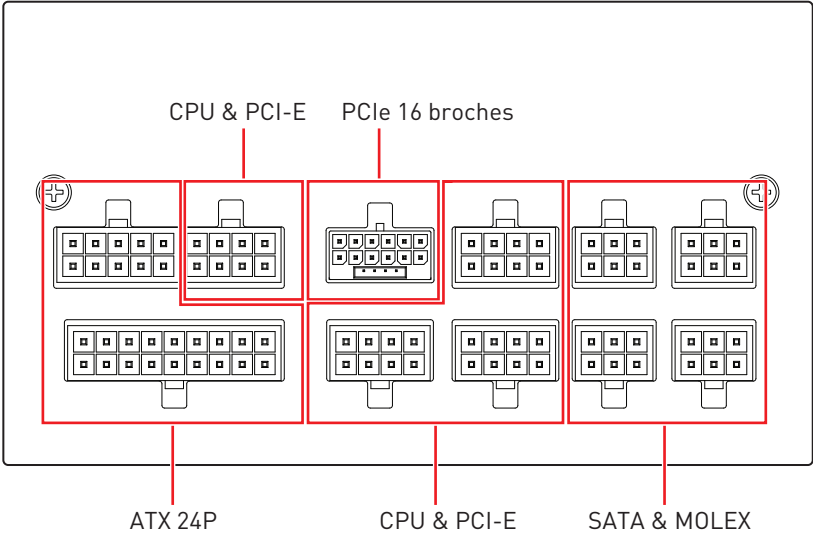 CPU & PCI-E
PCIe 16 broches
ATX 24P
CPU & PCI-E
SATA & MOLEX